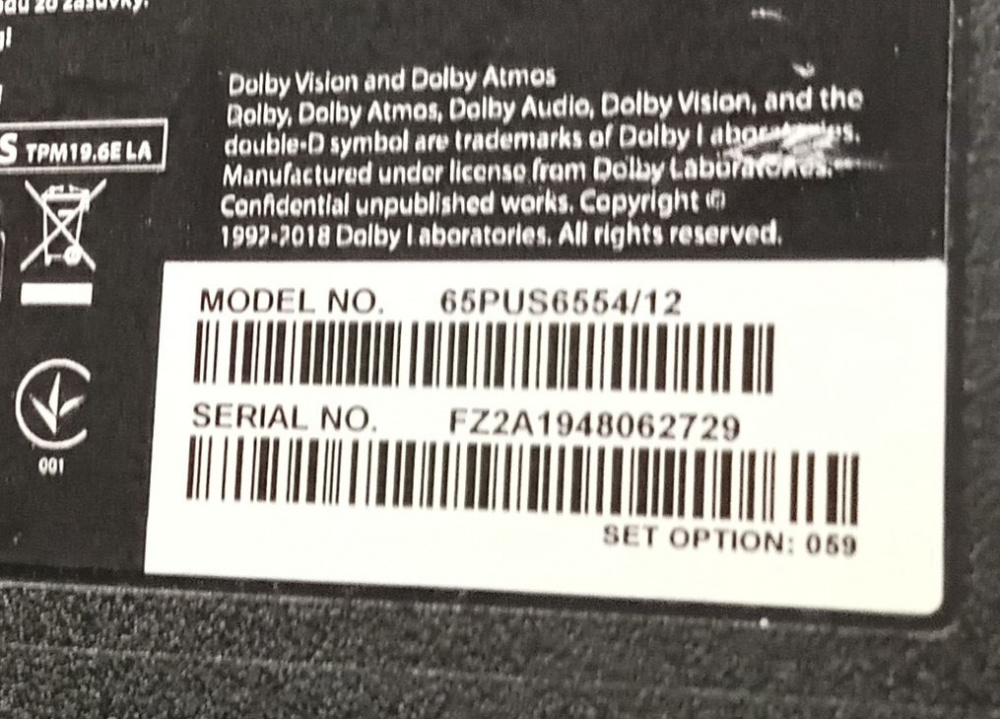 zo zásuvky.
S TPM19.6E LA
Dolby Vision and Dolby Atmos
Dolby, Dolby Atmos, Dolby Audio, Dolby Vision, and the
double-D symbol are trademarks of Dolby Laboratories.
Manufactured under license from Dolby Laboratories.
Confidential unpublished works. Copyright ©
1992-2018 Dolby Laboratories. All rights reserved.
MODEL NO. 65PUS6554/12
SERIAL NO. FZ2A1948062729
SET OPTION: 059
001